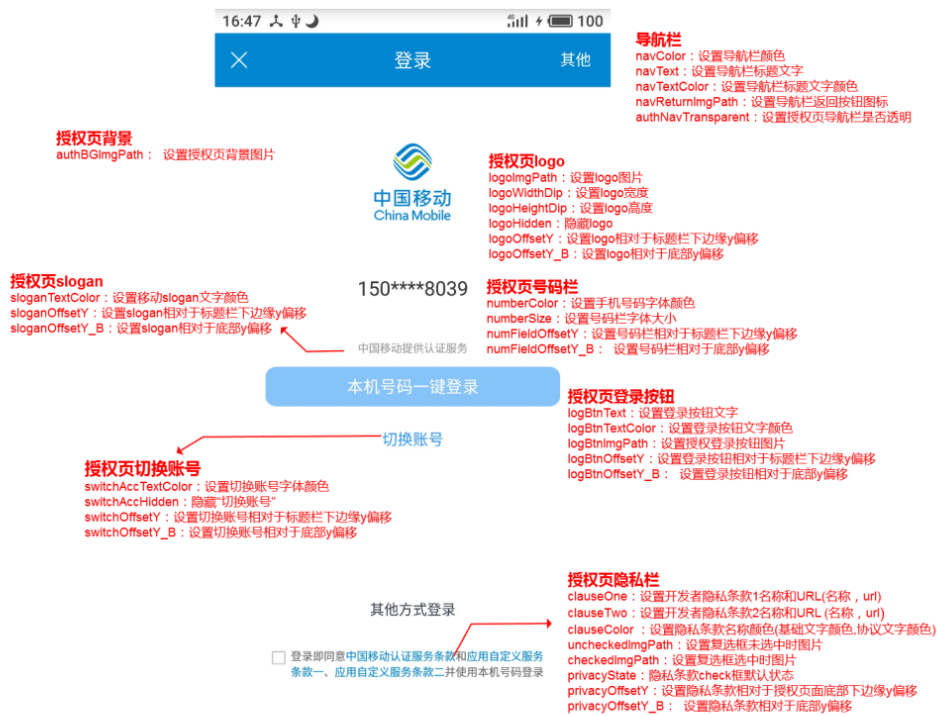 16:47
4G
100
登录
其他
导航栏
navColor：设置导航栏颜色
navText：设置导航栏标题文字
navTextColor：设置导航栏标题文字颜色
navReturnImgPath：设置导航栏返回按钮图标
authNavTransparent：设置授权页导航栏是否透明
授权页背景
authBGImgPath： 设置授权页背景图片
中国移动
China Mobile
授权页logo
logoImgPath：设置logo图片
logoWidthDip：设置logo宽度
logoHeightDip：设置logo高度
logoHidden：隐藏logo
logoOffsetY：设置logo相对于标题栏下边缘y偏移
logoOffsetY_B：设置logo相对于底部y偏移
授权页slogan
sloganTextColor：设置移动slogan文字颜色
sloganOffsetY：设置slogan相对于标题栏下边缘y偏移
sloganOffsetY_B：设置slogan相对于底部y偏移
150****8039
中国移动提供认证服务
授权页号码栏
numberColor：设置手机号码字体颜色
numberSize：设置号码栏字体大小
numFieldOffsetY：设置号码栏相对于标题栏下边缘y偏移
numFieldOffsetY_B： 设置号码栏相对于底部y偏移
本机号码一键登录
切换账号
授权页登录按钮
logBtnText：设置登录按钮文字
logBtnTextColor：设置登录按钮文字颜色
logBtnImgPath：设置授权登录按钮图片
logBtnOffsetY：设置登录按钮相对于标题栏下边缘y偏移
logBtnOffsetY_B： 设置登录按钮相对于底部y偏移
授权页切换账号
switchAccTextColor：设置切换账号字体颜色
switchAccHidden：隐藏“切换账号”
switchOffsetY：设置切换账号相对于标题栏下边缘y偏移
switchOffsetY_B：设置切换账号相对于底部y偏移
其他方式登录
登录即同意中国移动认证服务条款和应用自定义服务
条款一、应用自定义服务条款二并使用本机号码登录
授权页隐私栏
clauseOne：设置开发者隐私条款1名称和URL(名称，url)
clauseTwo：设置开发者隐私条款2名称和URL (名称，url)
clauseColor ：设置隐私条款名称颜色(基础文字颜色,协议文字颜色)
uncheckedImgPath：设置复选框未选中时图片
checkedImgPath：设置复选框选中时图片
privacyState：隐私条款check框默认状态
privacyOffsetY：设置隐私条款相对于授权页面底部下边缘y偏移
privacyOffsetY_B： 设置隐私条款相对于底部y偏移